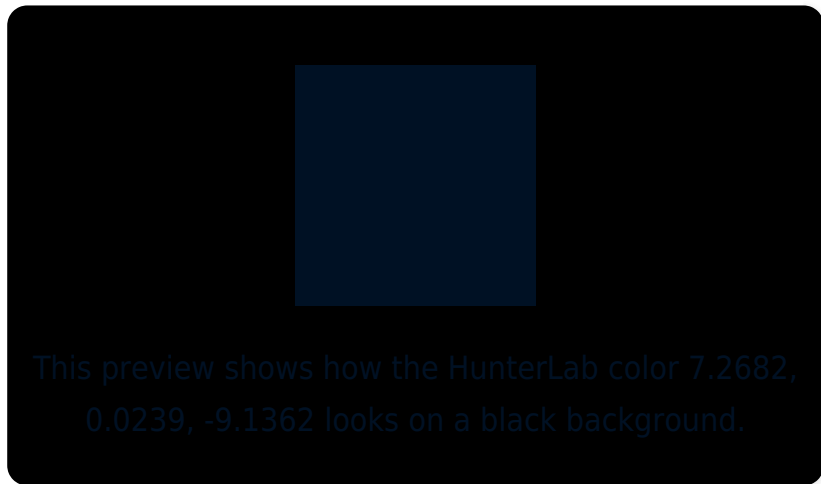 This preview shows how the HunterLab color 7.2682,
0.0239, -9.1362 looks on a black background.